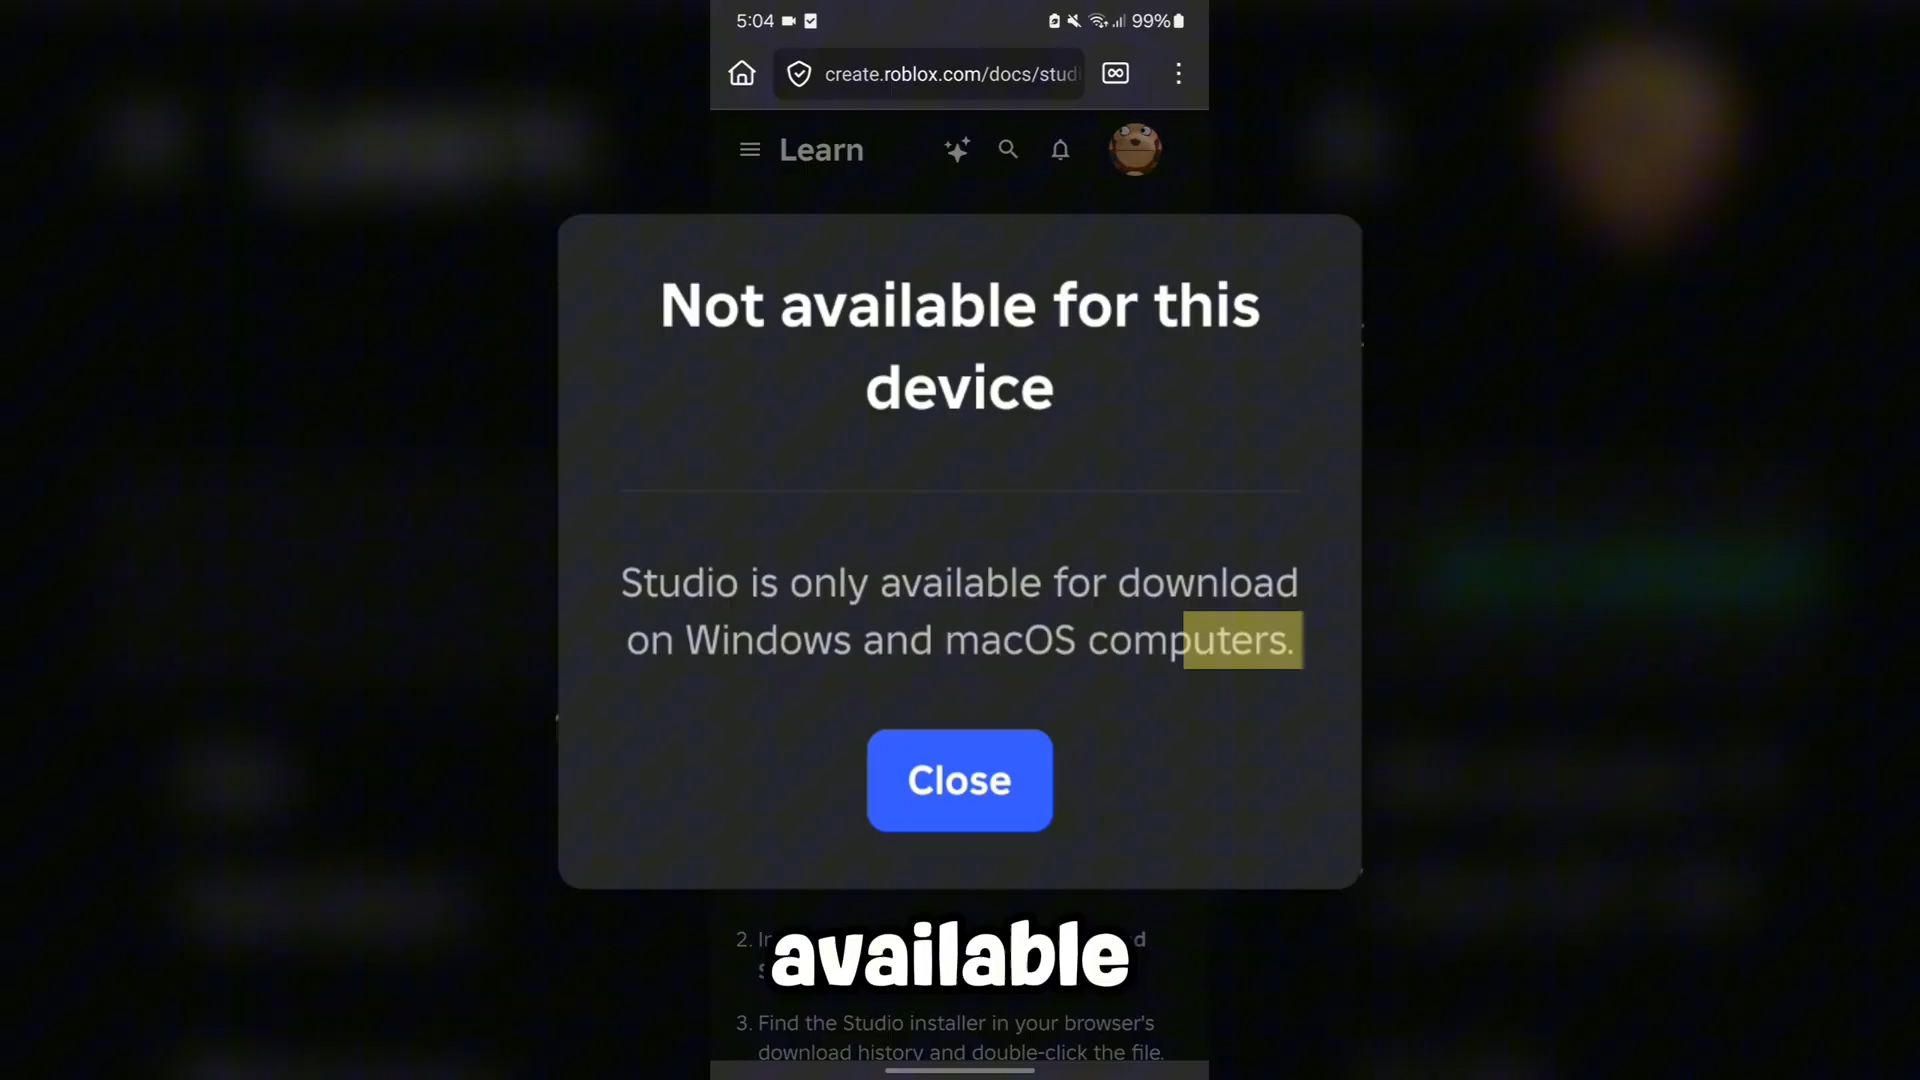 5:04
99%
create.roblox.com/docs/studi
Learn
Not available for this
device
Studio is only available for download
on Windows and macOS computers.
Close
2.
available
3. Find the Studio installer in your browser's
download history and double-click the file.